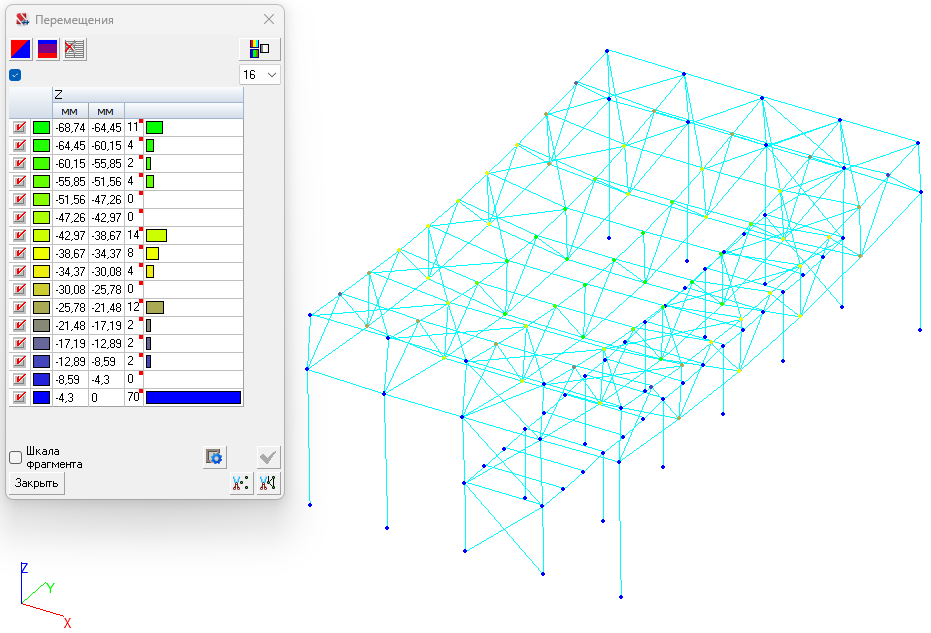 Перемещения
16
Z
мм мм
-68,74 -64,45 11
-64,45 -60,15 4
-60,15 -55,85 2
-55,85 -51,56 4
-51,56 -47,26 0
-47,26 -42,97 0
-42,97 -38,67 14
-38,67 -34,37 8
-34,37 -30,08 4
-30,08 -25,78 0
-25,78 -21,48 12
-21,48 -17,19 2
-17,19 -12,89 2
-12,89 -8,59 2
-8,59 -4,3 0
-4,3 0 70
Шкала
фрагмента
Закрыть
Z
Y
X